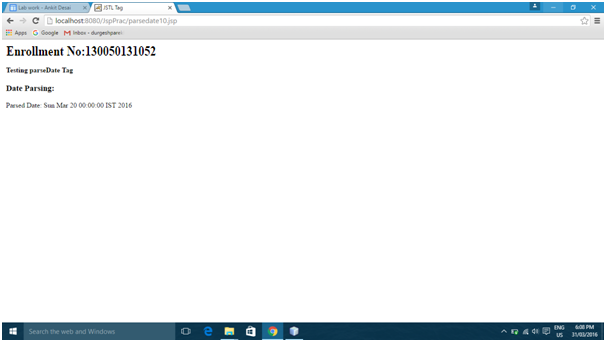 Lab work - Ankit Desai
JSTL Tag
localhost:8080/JspPrac/parsedate10.jsp
Apps Google Inbox - durgeshpars
Enrollment No:130050131052
Testing parseDate Tag
Date Parsing:
Parsed Date: Sun Mar 20 00:00:00 IST 2016
Search the web and Windows
ENG 6:08 PM
US 31/03/2016